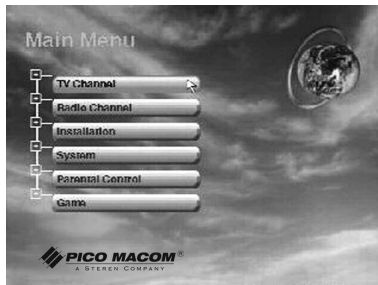 Main Menu
TV Channel
Radio Channel
Installation
System
Parental Control
Game
PICO MACOM®
A STEREN COMPANY